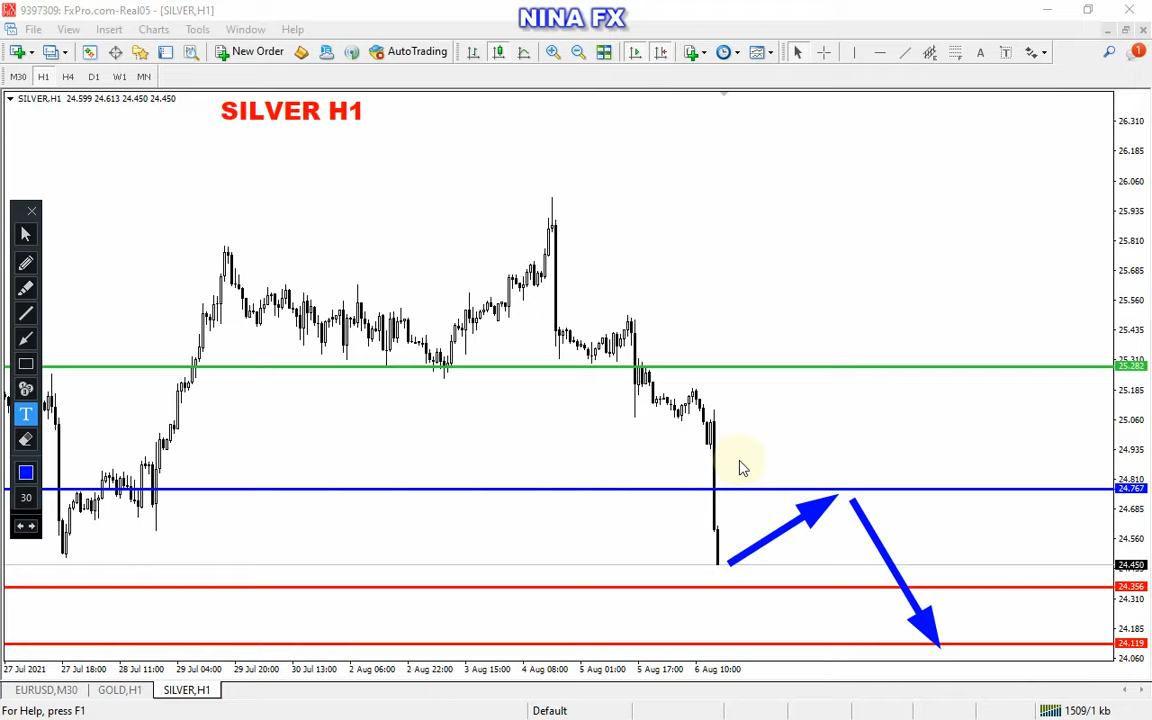 9397309: FxPro.com-Real05 - [SILVER,H1]
NINA FX
File View Insert Charts Tools Window Help
New Order AutoTrading
1
M30 H1 H4 D1 W1 MN
SILVER,H1 24.599 24.613 24.450 24.450
SILVER H1
26.310
26.185
26.060
25.935
25.810
25.685
25.560
25.435
25.310
25.282
25.185
25.060
24.935
24.810
24.767
24.685
24.560
24.450
24.356
24.310
24.185
24.119
24.060
T
30
27 Jul 2021 27 Jul 18:00 28 Jul 11:00 29 Jul 04:00 29 Jul 20:00 30 Jul 13:00 2 Aug 06:00 2 Aug 22:00 3 Aug 15:00 4 Aug 08:00 5 Aug 01:00 5 Aug 17:00 6 Aug 10:00
EURUSD,M30 GOLD,H1 SILVER,H1
For Help, press F1 Default 1509/1 kb